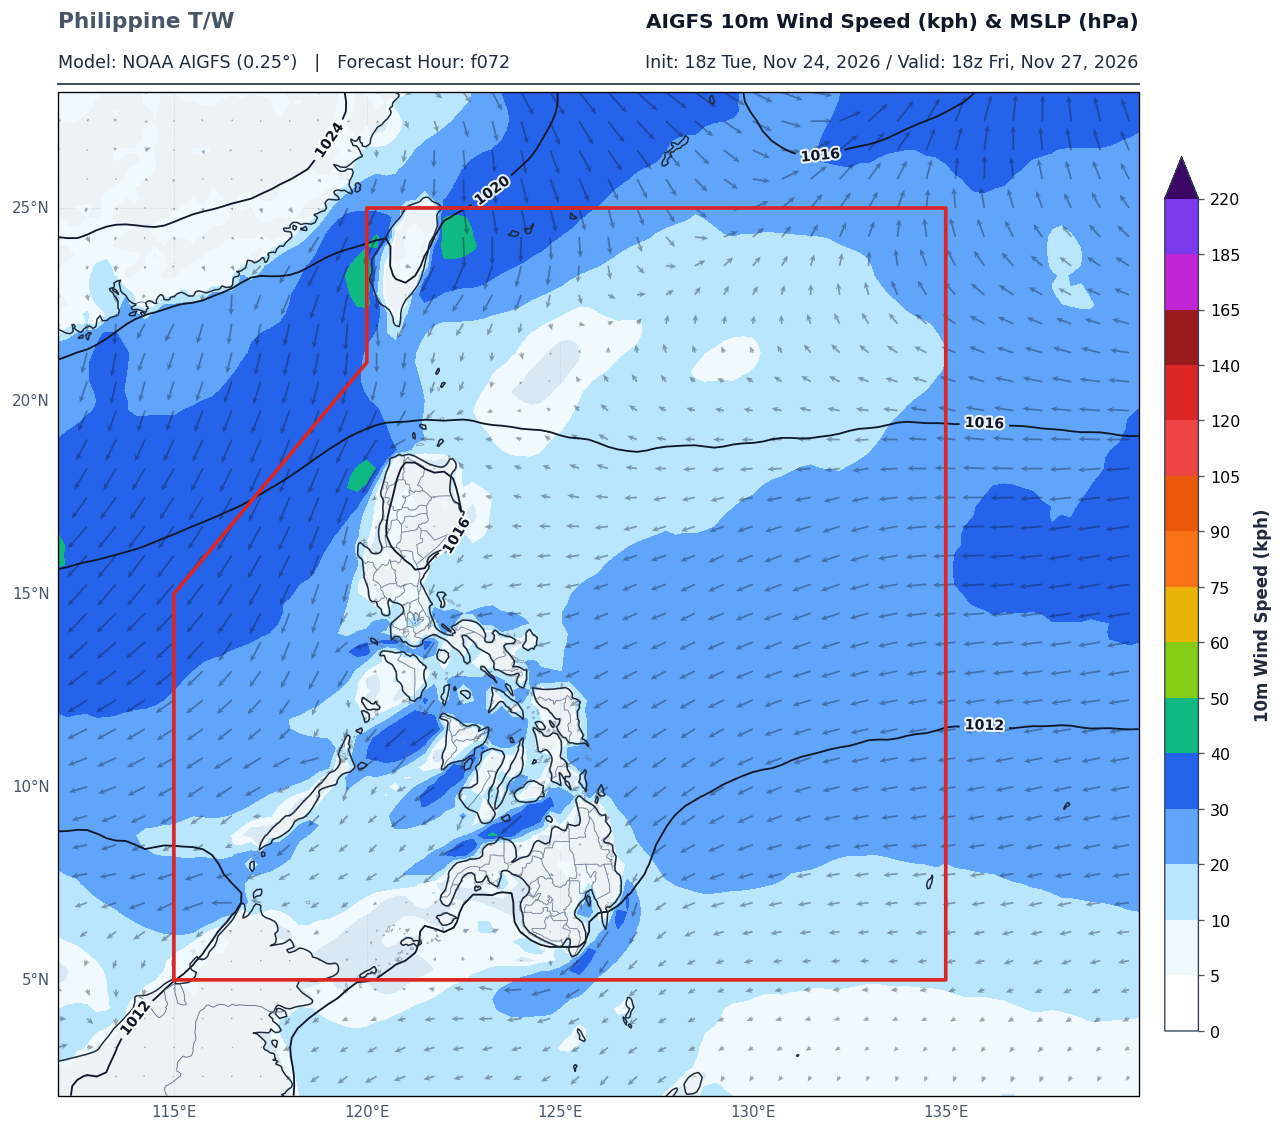 Philippine T/W
AIGFS 10m Wind Speed (kph) & MSLP (hPa)
Model: NOAA AIGFS (0.25°) | Forecast Hour: f072
Init: 18z Tue, Nov 24, 2026 / Valid: 18z Fri, Nov 27, 2026
1024
1020
1016
1016
1016
1012
1012
25°N
20°N
15°N
10°N
5°N
115°E
120°E
125°E
130°E
135°E
220
185
165
140
120
105
90
75
60
50
40
30
20
10
5
0
10m Wind Speed (kph)